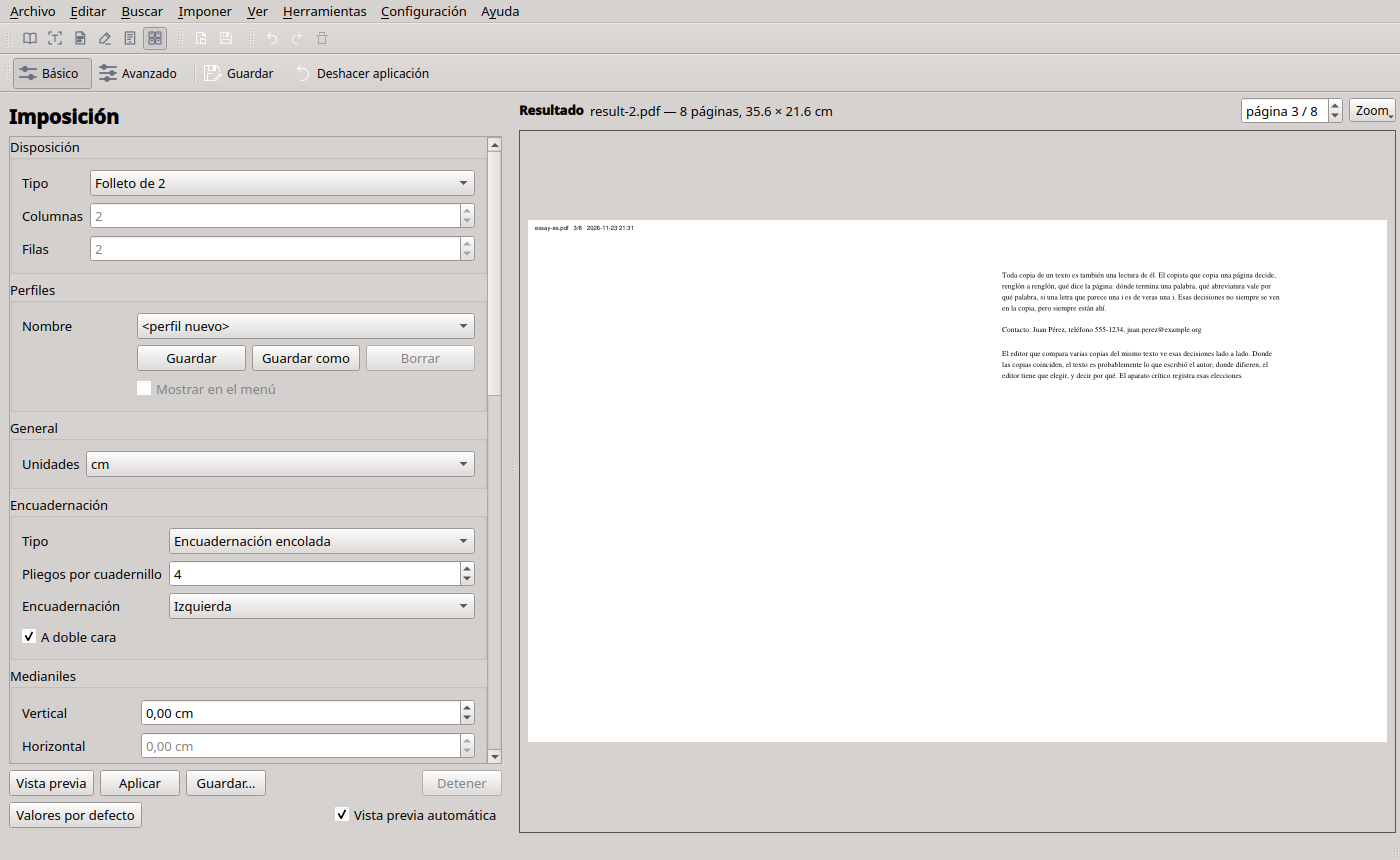 Archivo Editar Buscar Imponer Ver Herramientas Configuración Ayuda
Básico Avanzado Guardar Deshacer aplicación
Imposición
Disposición
Tipo Folleto de 2
Columnas 2
Filas 2
Perfiles
Nombre <perfil nuevo>
Guardar Guardar como Borrar
Mostrar en el menú
General
Unidades cm
Encuadernación
Tipo Encuadernación encolada
Pliegos por cuadernillo 4
Encuadernación Izquierda
A doble cara
Medianiles
Vertical 0,00 cm
Horizontal 0,00 cm
Vista previa Aplicar Guardar... Detener
Valores por defecto Vista previa automática
Resultado result-2.pdf — 8 páginas, 35.6 × 21.6 cm
página 3 / 8 Zoom
essay-es.pdf 3/8 2026-11-23 21:31
Toda copia de un texto es también una lectura de él. El copista que copia una página decide,
renglón a renglón, qué dice la página: dónde termina una palabra, qué abreviatura vale por
qué palabra, si una letra que parece una i es de veras una i. Esas decisiones no siempre se ven
en la copia, pero siempre están ahí.
Contacto: Juan Pérez, teléfono 555-1234, juan.perez@example.org
El editor que compara varias copias del mismo texto ve esas decisiones lado a lado. Donde
las copias coinciden, el texto es probablemente lo que escribió el autor; donde difieren, el
editor tiene que elegir, y decir por qué. El aparato crítico registra esas elecciones.